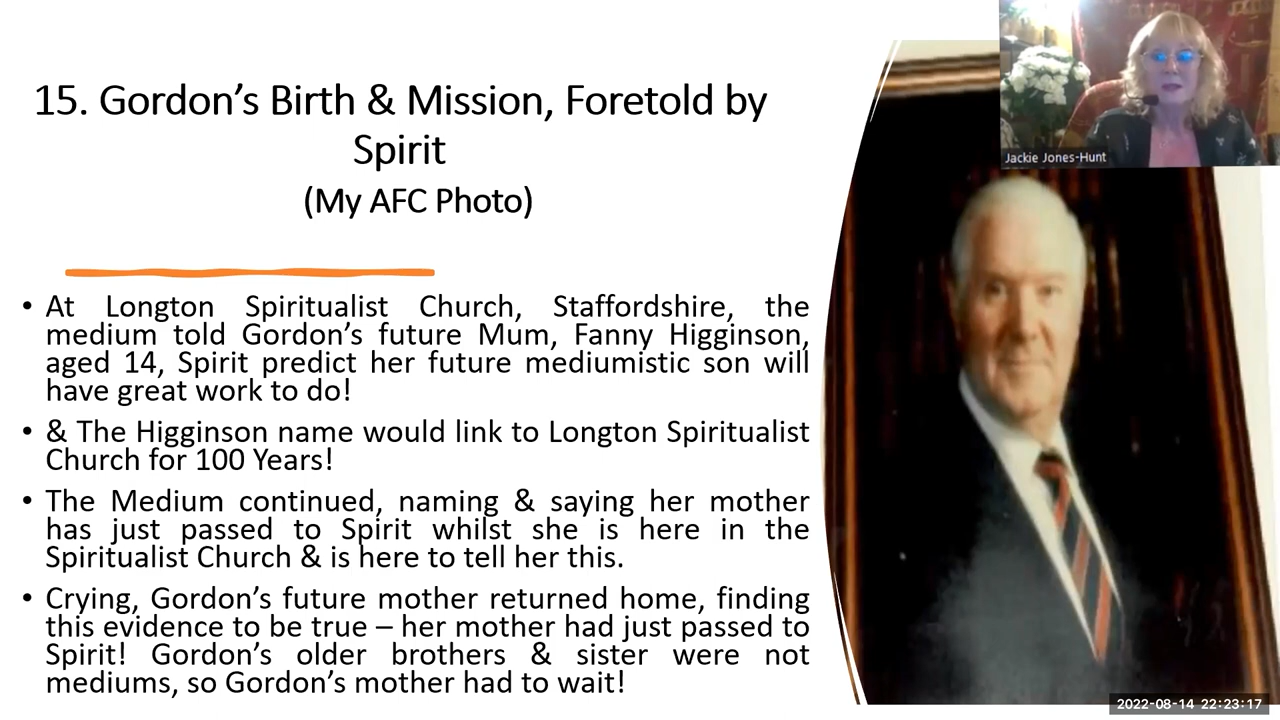 15. Gordon’s Birth & Mission, Foretold by
Spirit
(My AFC Photo)
Jackie Jones-Hunt
• At Longton Spiritualist Church, Staffordshire, the
medium told Gordon’s future Mum, Fanny Higginson,
aged 14, Spirit predict her future mediumistic son will
have great work to do!
• & The Higginson name would link to Longton Spiritualist
Church for 100 Years!
• The Medium continued, naming & saying her mother
has just passed to Spirit whilst she is here in the
Spiritualist Church & is here to tell her this.
• Crying, Gordon’s future mother returned home, finding
this evidence to be true – her mother had just passed to
Spirit! Gordon’s older brothers & sister were not
mediums, so Gordon’s mother had to wait!
2022-08-14 22:23:17